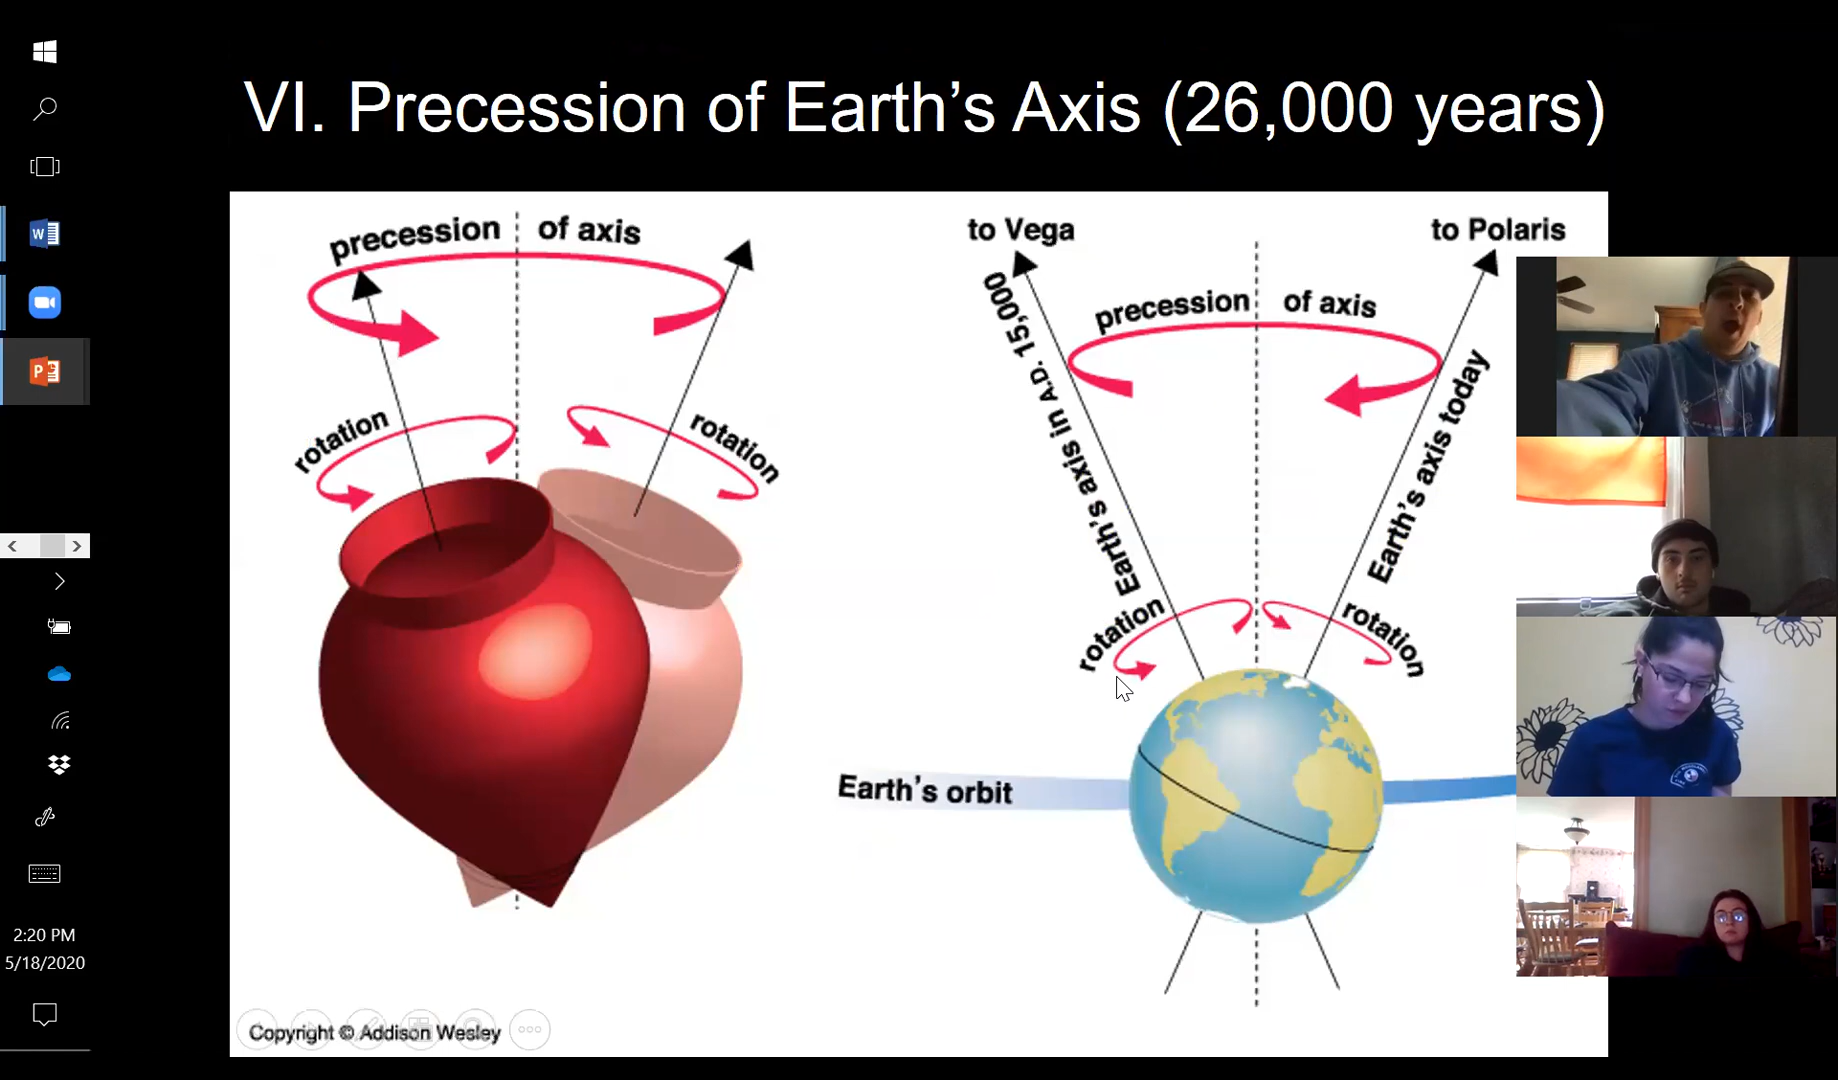 VI. Precession of Earth's Axis (26,000 years)
precession of axis
rotation
rotation
to Vega
to Polaris
precession of axis
Earth's axis in A.D. 15,000
Earth's axis today
rotation
rotation
Earth's orbit
Copyright © Addison Wesley
W
P
2:20 PM
5/18/2020